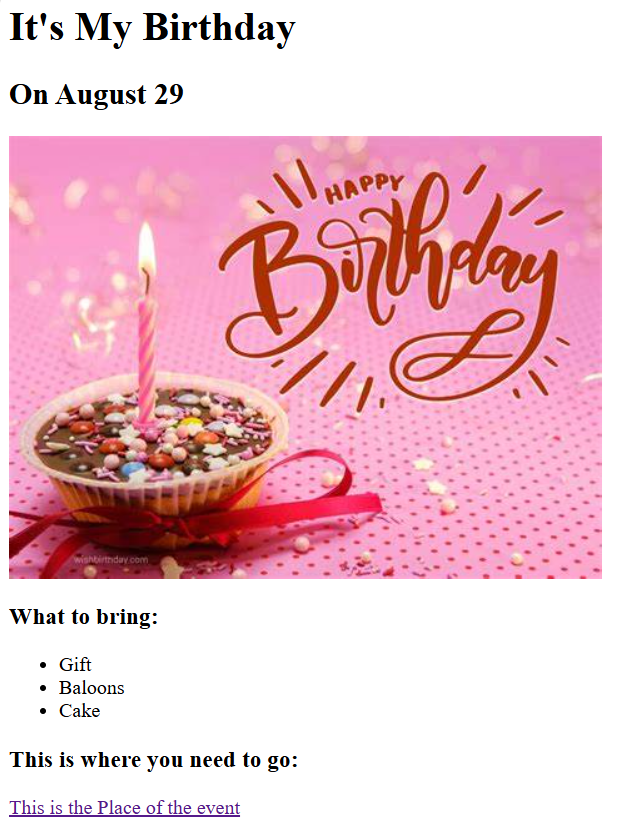 It's My Birthday
On August 29
HAPPY
Birthday
wishbirthday.com
What to bring:
Gift
Baloons
Cake
This is where you need to go:
This is the Place of the event